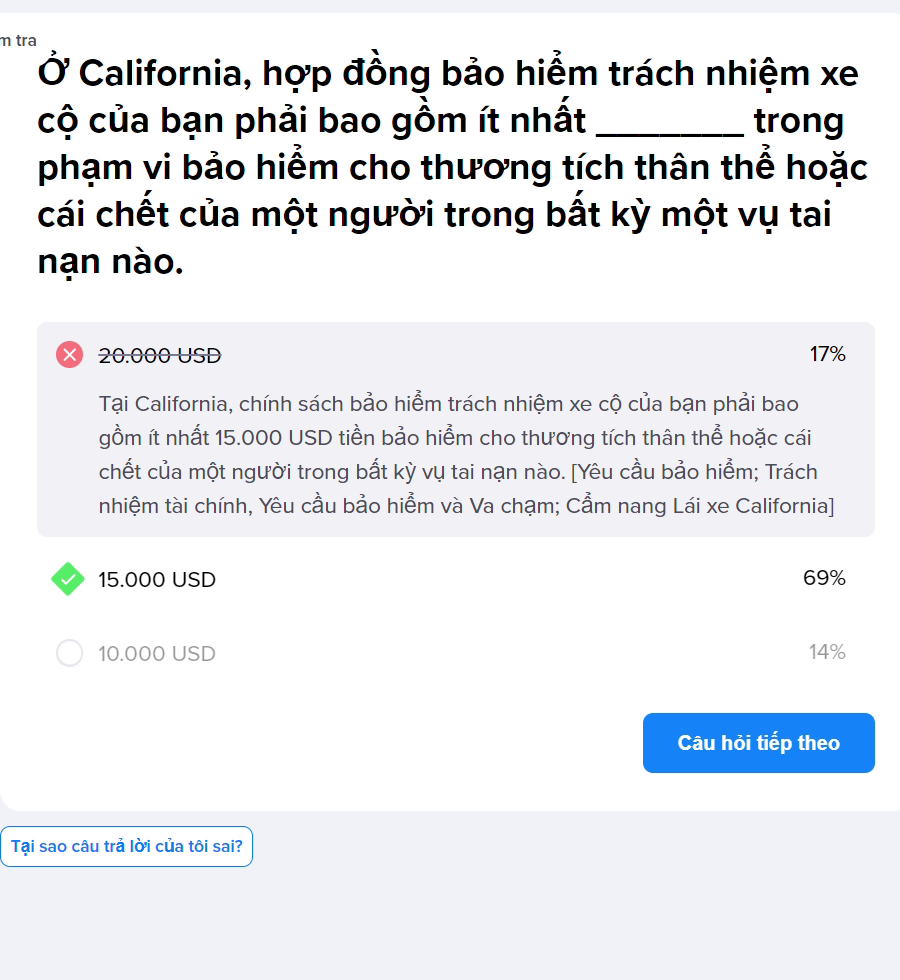 m tra
Ở California, hợp đồng bảo hiểm trách nhiệm xe
cộ của bạn phải bao gồm ít nhất _______ trong
phạm vi bảo hiểm cho thương tích thân thể hoặc
cái chết của một người trong bất kỳ một vụ tai
nạn nào.
20.000 USD 17%
Tại California, chính sách bảo hiểm trách nhiệm xe cộ của bạn phải bao
gồm ít nhất 15.000 USD tiền bảo hiểm cho thương tích thân thể hoặc cái
chết của một người trong bất kỳ vụ tai nạn nào. [Yêu cầu bảo hiểm; Trách
nhiệm tài chính, Yêu cầu bảo hiểm và Va chạm; Cẩm nang Lái xe California]
15.000 USD 69%
10.000 USD 14%
Câu hỏi tiếp theo
Tại sao câu trả lời của tôi sai?